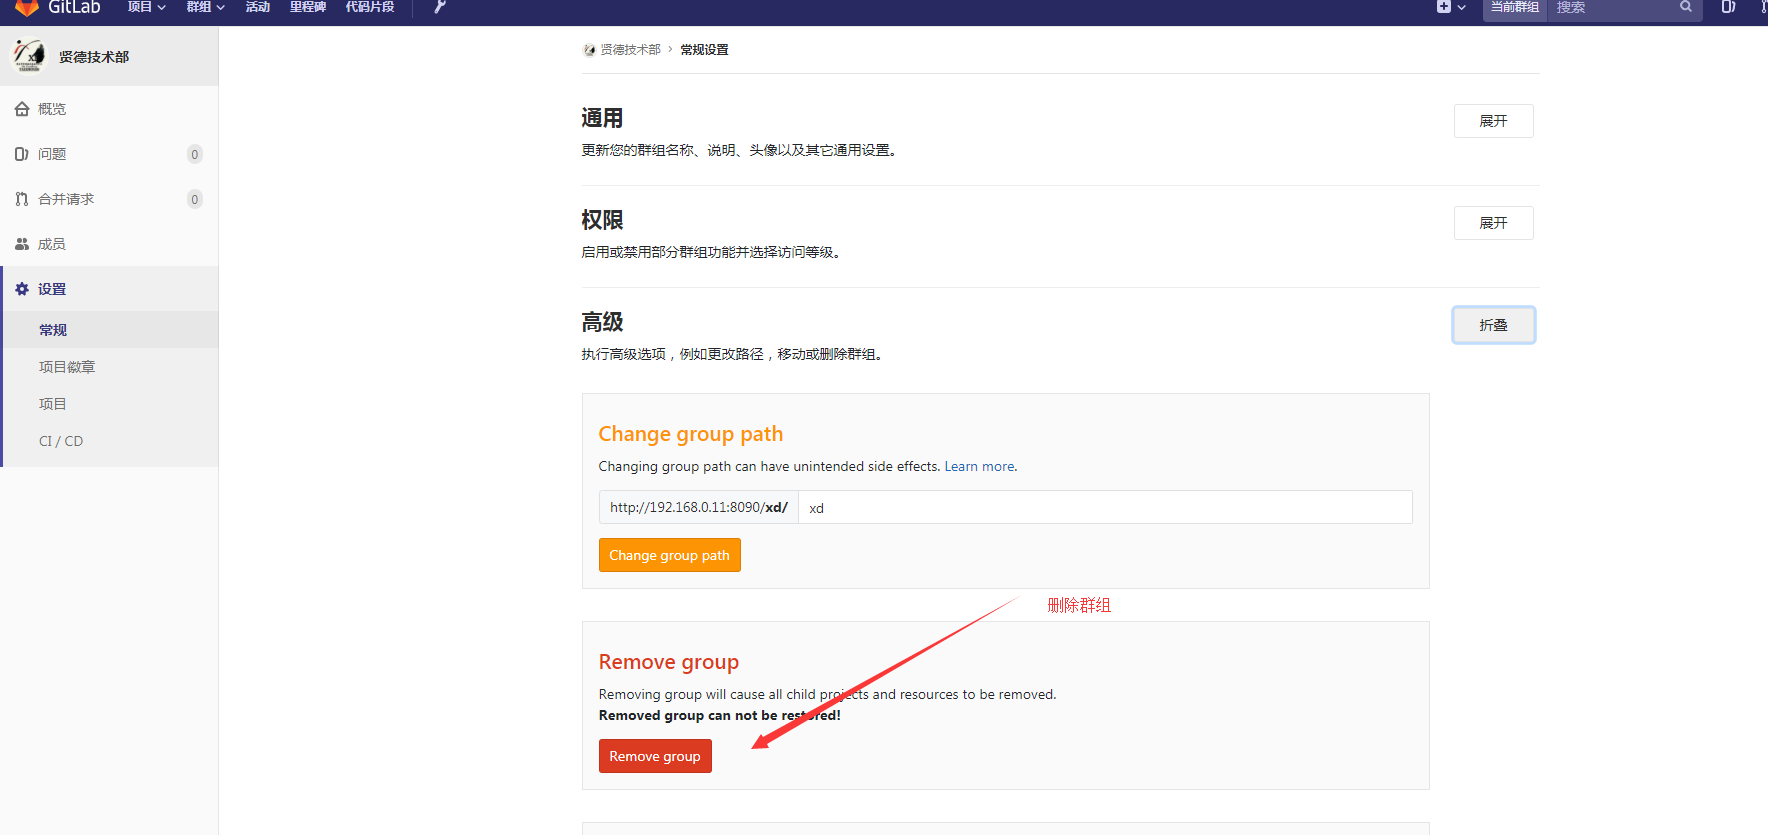 GitLab 项目 群组 活动 里程碑 代码片段 当前群组 搜索
贤德技术部
概览
问题 0
合并请求 0
成员
设置
常规
项目徽章
项目
CI / CD
贤德技术部 › 常规设置
通用
展开
更新您的群组名称、说明、头像以及其它通用设置。
权限
展开
启用或禁用部分群组功能并选择访问等级。
高级
折叠
执行高级选项，例如更改路径，移动或删除群组。
Change group path
Changing group path can have unintended side effects. Learn more.
http://192.168.0.11:8090/xd/ xd
Change group path
删除群组
Remove group
Removing group will cause all child projects and resources to be removed.
Removed group can not be restored!
Remove group